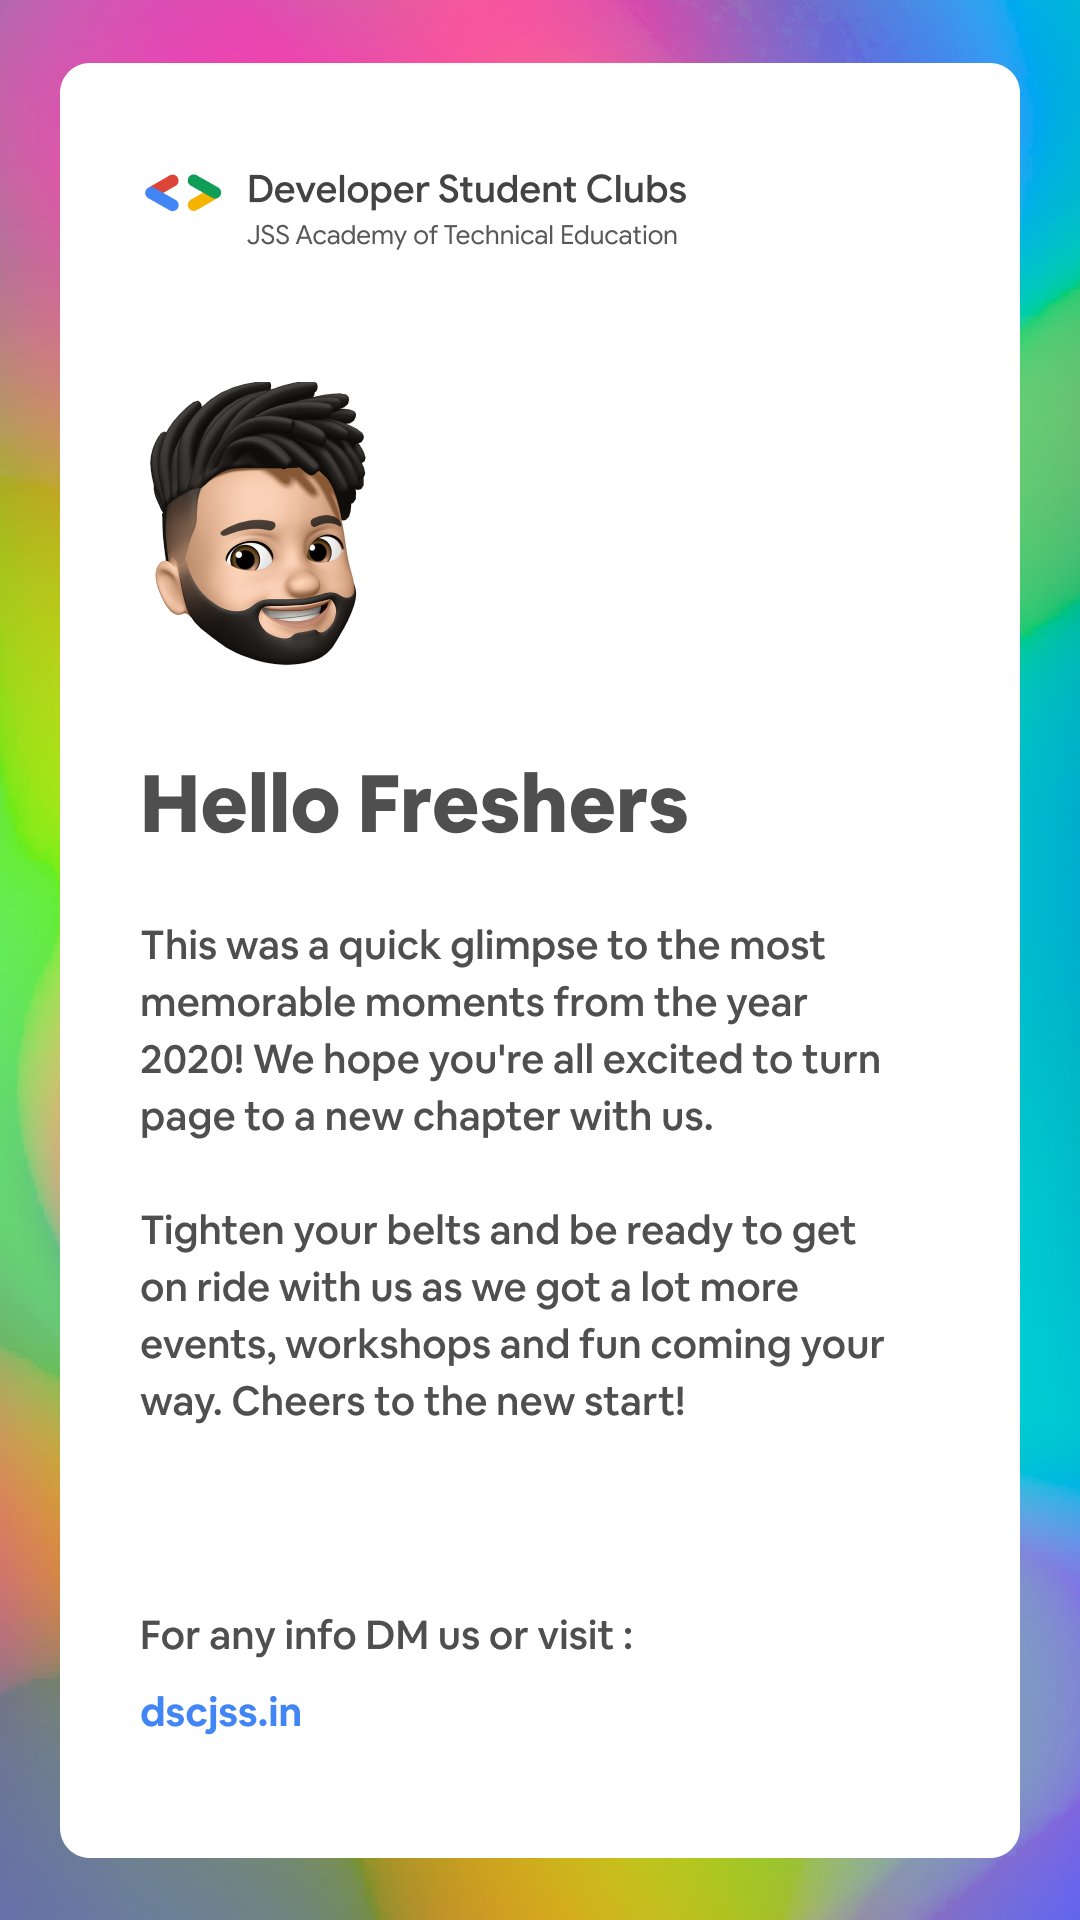 Developer Student Clubs
JSS Academy of Technical Education
Hello Freshers
This was a quick glimpse to the most
memorable moments from the year
2020! We hope you're all excited to turn
page to a new chapter with us.
Tighten your belts and be ready to get
on ride with us as we got a lot more
events, workshops and fun coming your
way. Cheers to the new start!
For any info DM us or visit :
dscjss.in